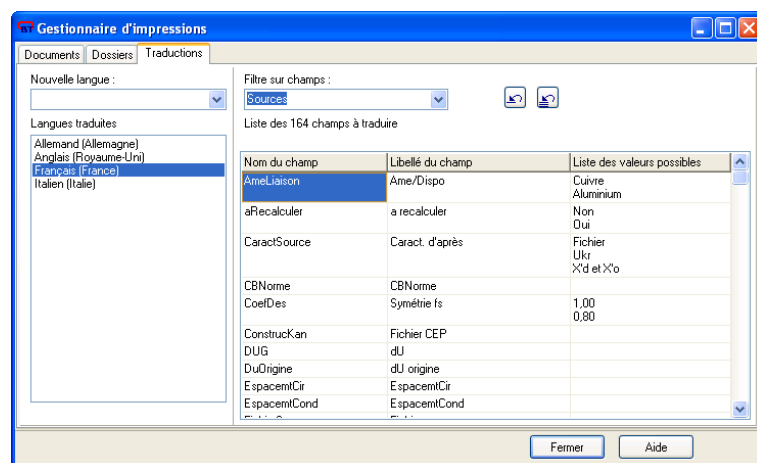 BT Gestionnaire d'impressions
Documents Dossiers Traductions
Nouvelle langue :
Filtre sur champs :
Sources
Langues traduites
Liste des 164 champs à traduire
Allemand (Allemagne)
Anglais (Royaume-Uni)
Français (France)
Italien (Italie)
Nom du champ Libellé du champ Liste des valeurs possibles
AmeLiaison Ame/Dispo Cuivre
Aluminium
aRecalculer a recalculer Non
Oui
CaractSource Caract. d'après Fichier
Ukr
X'd et X'o
CBNorme CBNorme
CoefDes Symétrie fs 1,00
0,80
ConstrucKan Fichier CEP
DUG dU
DuOrigine dU origine
EspacemtCir EspacemtCir
EspacemtCond EspacemtCond
Fermer Aide